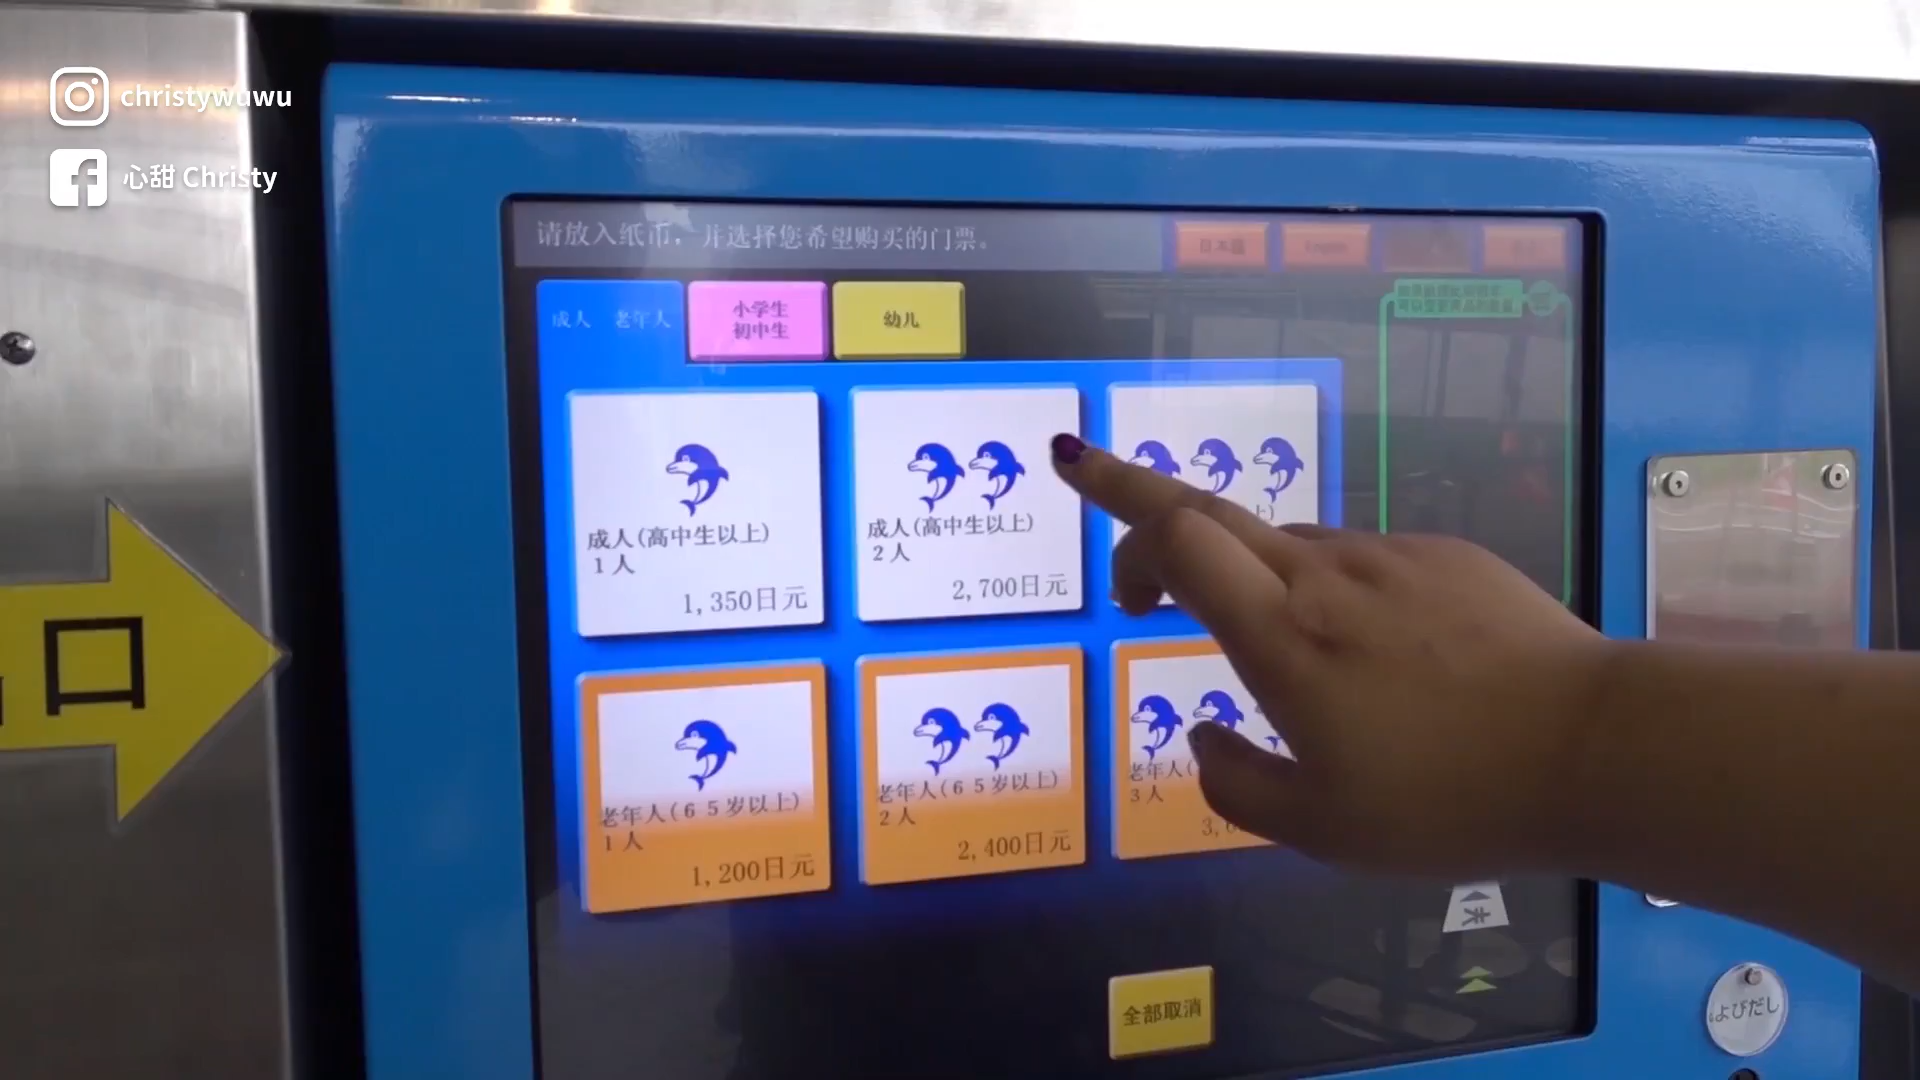 christywuwu
心甜 Christy
请放入纸币，并选择您希望购买的门票。
日本語
English
成人 老年人
小学生
初中生
幼儿
成人(高中生以上)
1人
1,350日元
成人(高中生以上)
2人
2,700日元
老年人(65岁以上)
1人
1,200日元
老年人(65岁以上)
2人
2,400日元
老年人(
3人
全部取消
口
よびだし